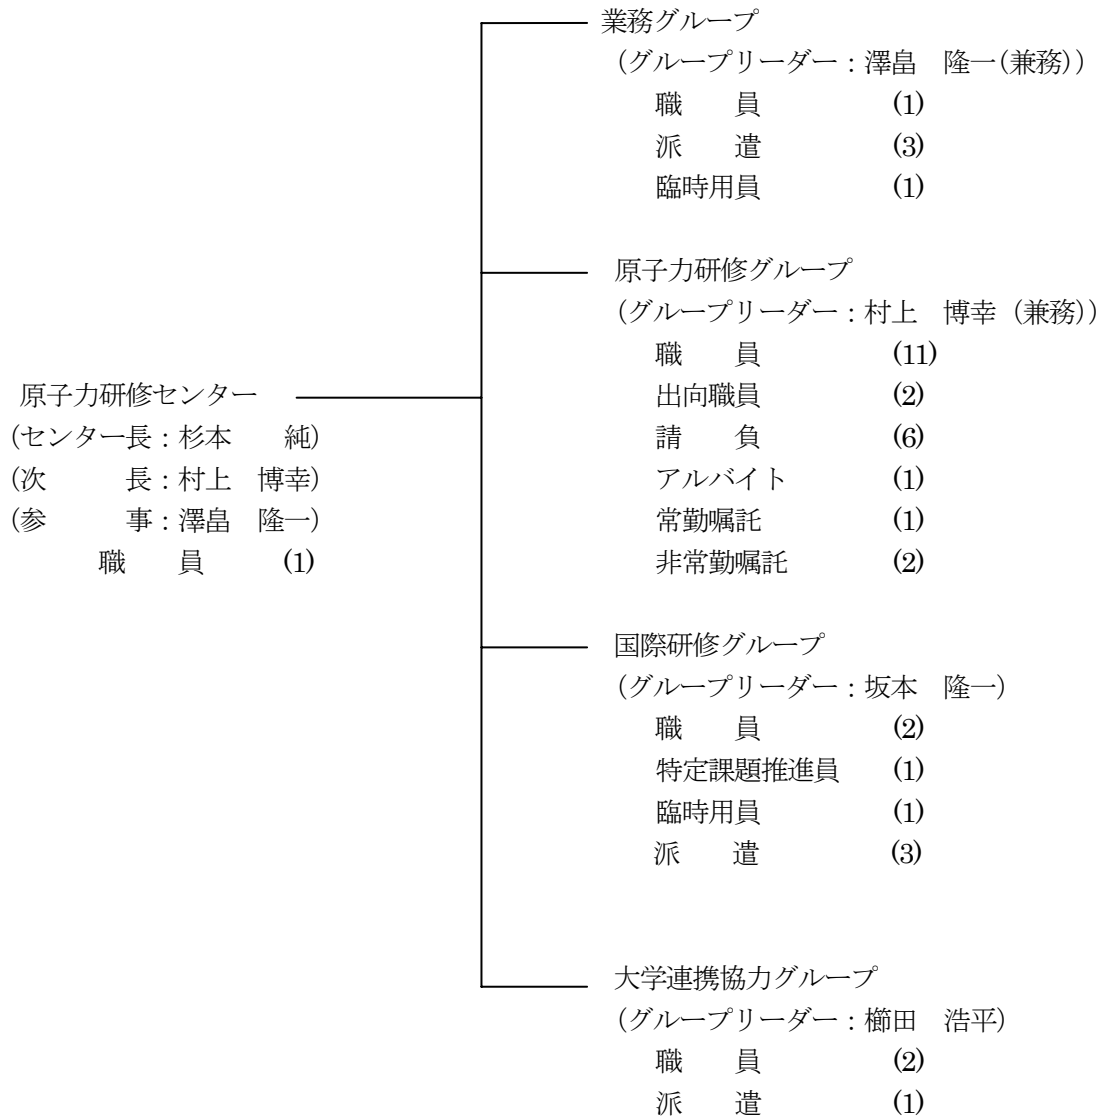 業務グループ
(グループリーダー:澤畠 隆一(兼務))
職 員 (1)
派 遣 (3)
臨時用員 (1)
原子力研修グループ
(グループリーダー:村上 博幸(兼務))
職 員 (11)
出向職員 (2)
請 負 (6)
アルバイト (1)
常勤嘱託 (1)
非常勤嘱託 (2)
原子力研修センター
(センター長:杉本 純)
(次 長:村上 博幸)
(参 事:澤畠 隆一)
職 員 (1)
国際研修グループ
(グループリーダー:坂本 隆一)
職 員 (2)
特定課題推進員 (1)
臨時用員 (1)
派 遣 (3)
大学連携協力グループ
(グループリーダー:櫛田 浩平)
職 員 (2)
派 遣 (1)